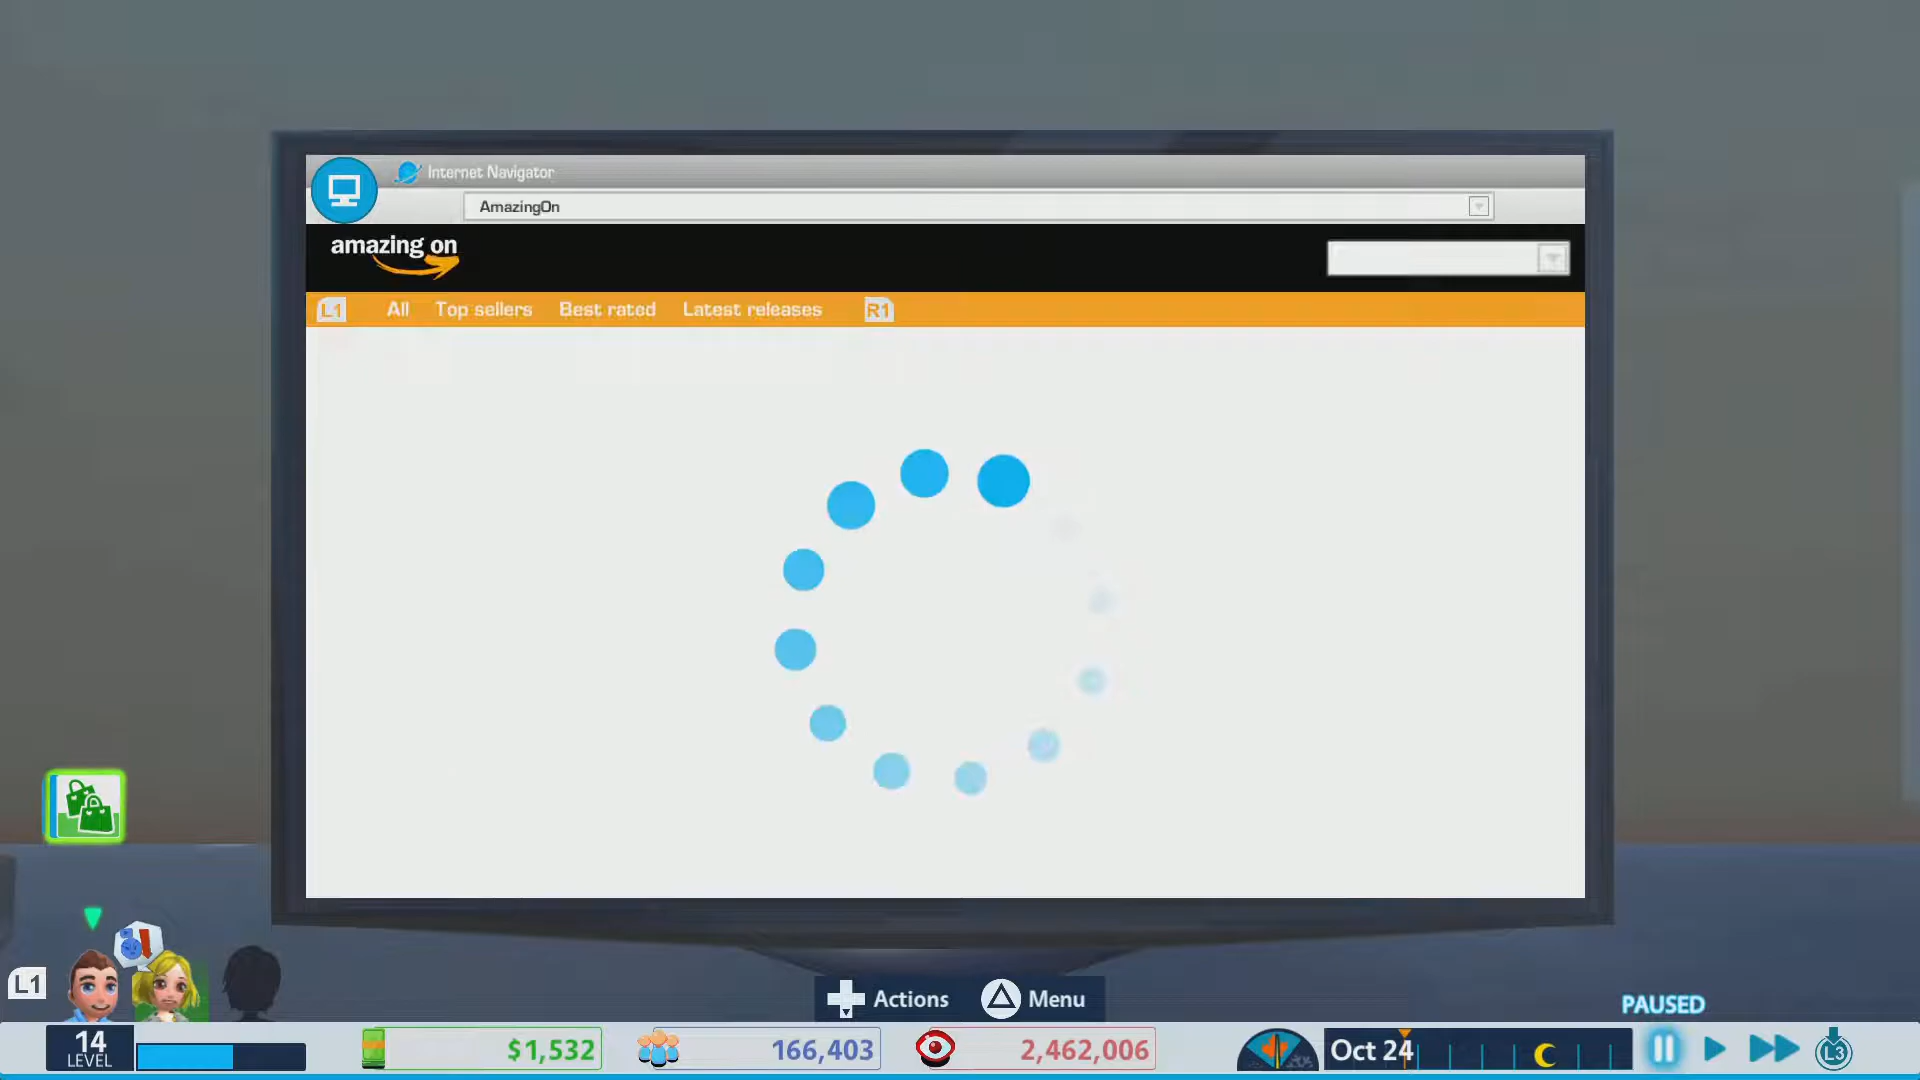 Internet Navigator
AmazingOn
amazing on
L1 All Top sellers Best rated Latest releases R1
L1
Actions Menu
PAUSED
14
LEVEL
$1,532 166,403 2,462,006 Oct 24 L3